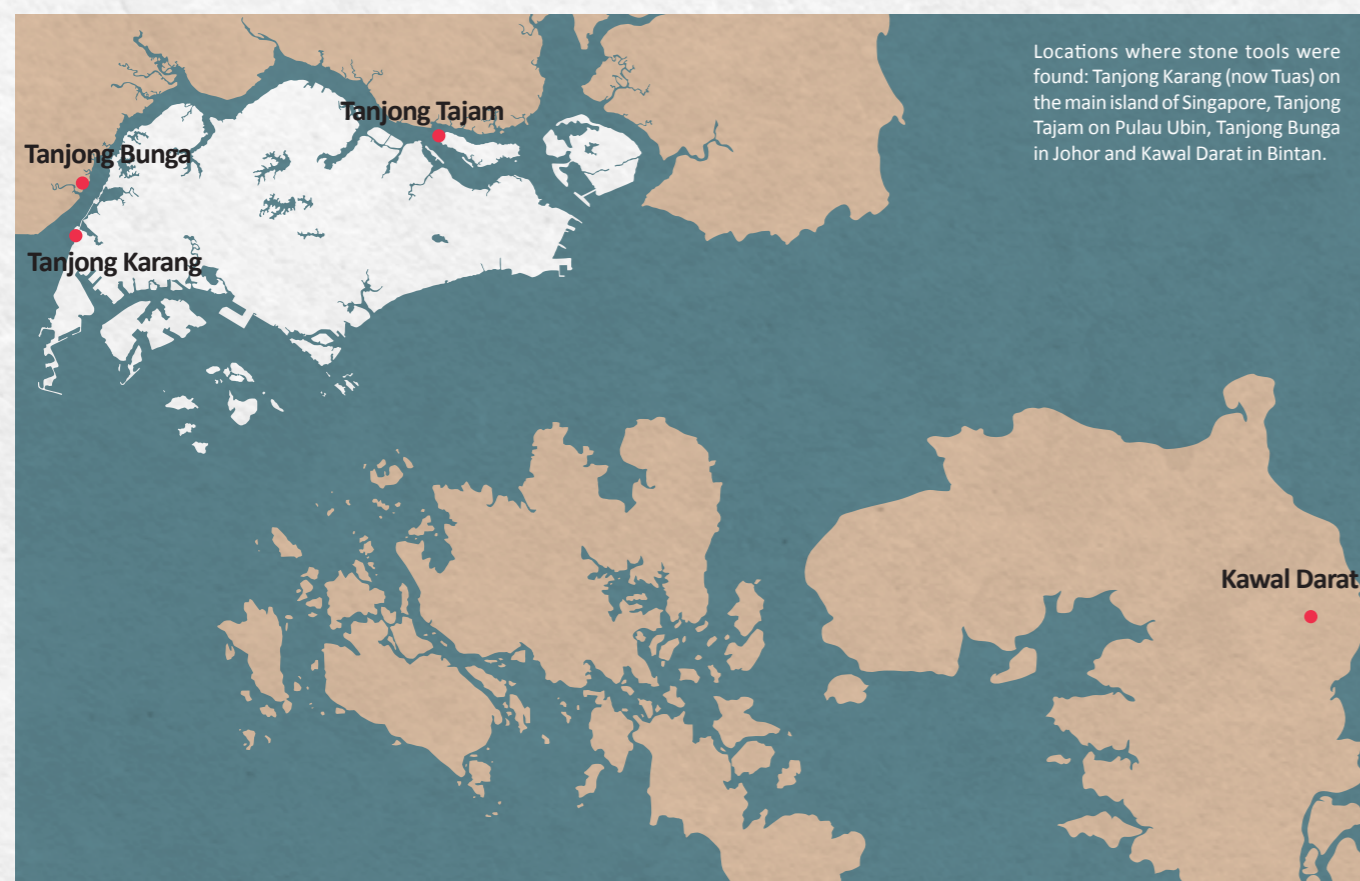 Locations where stone tools were
found: Tanjong Karang (now Tuas) on
the main island of Singapore, Tanjong
Tajam on Pulau Ubin, Tanjong Bunga
in Johor and Kawal Darat in Bintan.
Tanjong Tajam
Tanjong Bunga
Tanjong Karang
Kawal Darat